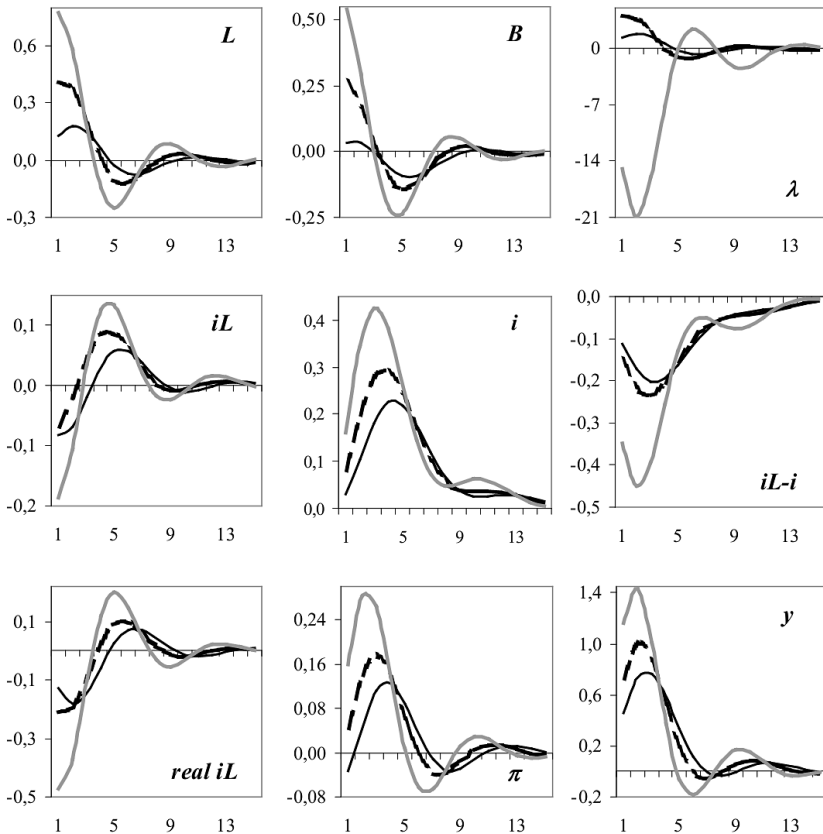 L
0,6
0,3
0,0
-0,3
1 5 9 13
B
0,50
0,25
0,00
-0,25
1 5 9 13
λ
0
-7
-14
-21
1 5 9 13
iL
0,1
0,0
-0,1
-0,2
1 5 9 13
i
0,4
0,3
0,2
0,1
0,0
1 5 9 13
iL-i
0,0
-0,1
-0,2
-0,3
-0,4
-0,5
1 5 9 13
real iL
0,1
-0,1
-0,3
-0,5
1 5 9 13
π
0,24
0,16
0,08
0,00
-0,08
1 5 9 13
y
1,4
1,0
0,6
0,2
-0,2
1 5 9 13